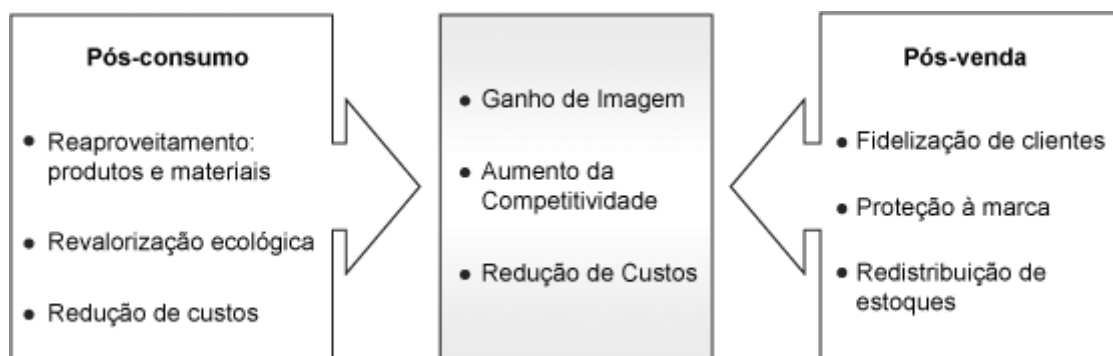 Pós-consumo
• Reaproveitamento:
produtos e materiais
• Revalorização ecológica
• Redução de custos
• Ganho de Imagem
• Aumento da
Competitividade
• Redução de Custos
Pós-venda
• Fidelização de clientes
• Proteção à marca
• Redistribuição de
estoques